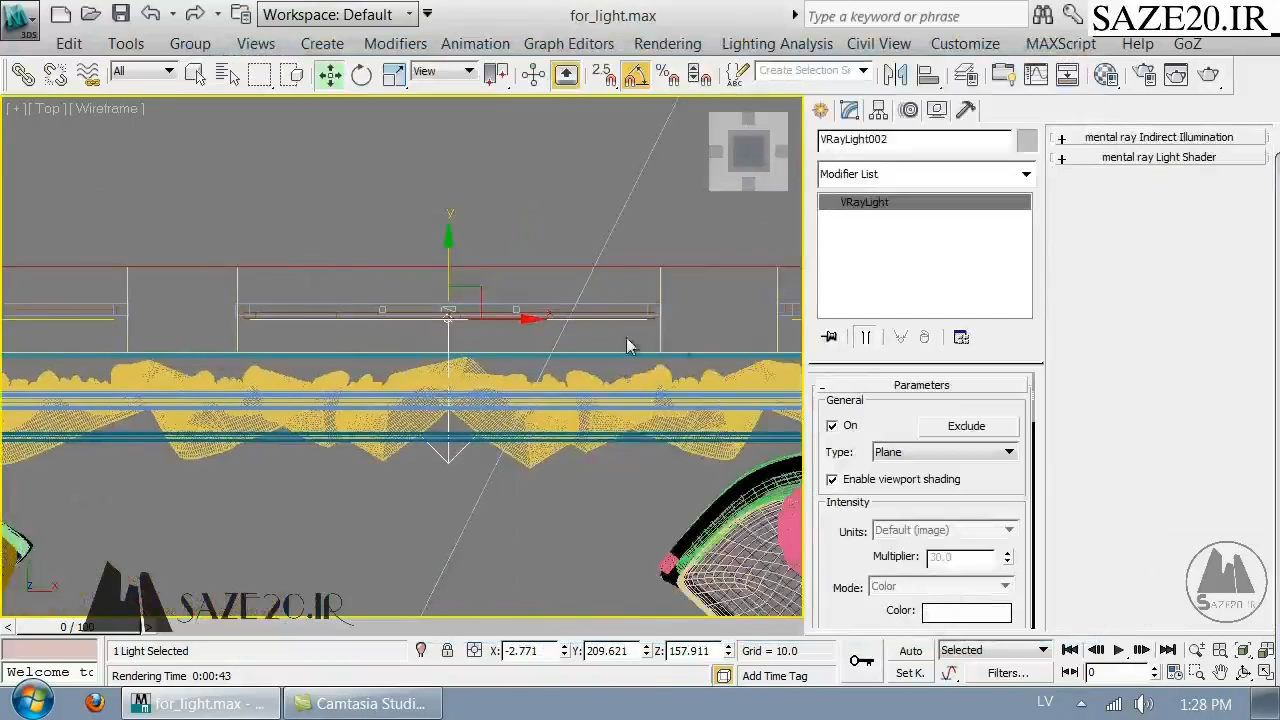 for_light.max
Workspace: Default
Type a keyword or phrase
SAZE20.IR
3DS
Edit Tools Group Views Create Modifiers Animation Graph Editors Rendering Lighting Analysis Civil View Customize MAXScript Help GoZ
All
View
2.5
Create Selection Se
[ + ] [ Top ] [ Wireframe ]
VRayLight002
mental ray Indirect Illumination
mental ray Light Shader
Modifier List
VRayLight
y
x
Parameters
General
On
Exclude
Type: Plane
Enable viewport shading
Intensity
Units: Default (image)
Multiplier: 30.0
Mode: Color
Color:
z x
SAZE20.IR
SAZE20.IR
0 / 100
1 Light Selected
X: -2.771 Y: 209.621 Z: 157.911 Grid = 10.0
Auto
Selected
Welcome to
Rendering Time 0:00:43
Add Time Tag
Set K.
Filters...
0
for_light.max - ...
Camtasia Studi...
LV
1:28 PM